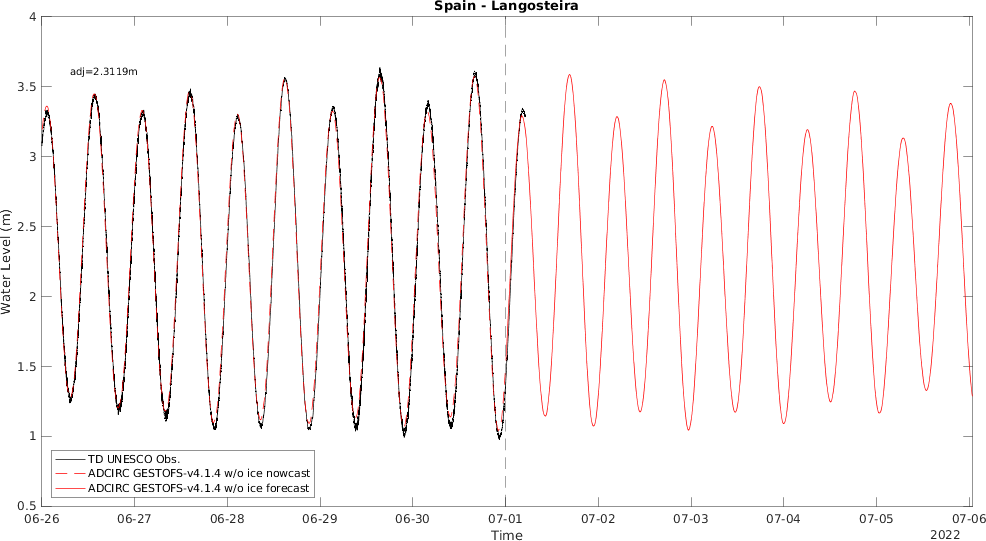 Spain - Langosteira
4
adj=2.3119m
3.5
3
2.5
2
1.5
1
0.5
Water Level (m)
TD UNESCO Obs.
ADCIRC GESTOFS-v4.1.4 w/o ice nowcast
ADCIRC GESTOFS-v4.1.4 w/o ice forecast
06-26 06-27 06-28 06-29 06-30 07-01 07-02 07-03 07-04 07-05 07-06
Time
2022